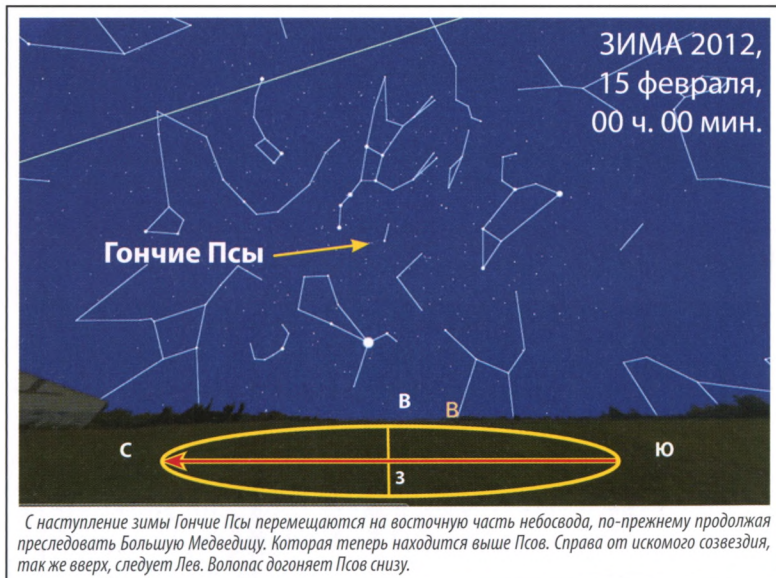 ЗИМА 2012,
15 февраля,
00 ч. 00 мин.
Гончие Псы
В
В
С
Ю
З
С наступление зимы Гончие Псы перемещаются на восточную часть небосвода, по-прежнему продолжая
преследовать Большую Медведицу. Которая теперь находится выше Псов. Справа от искомого созвездия,
так же вверх, следует Лев. Волопас догоняет Псов снизу.